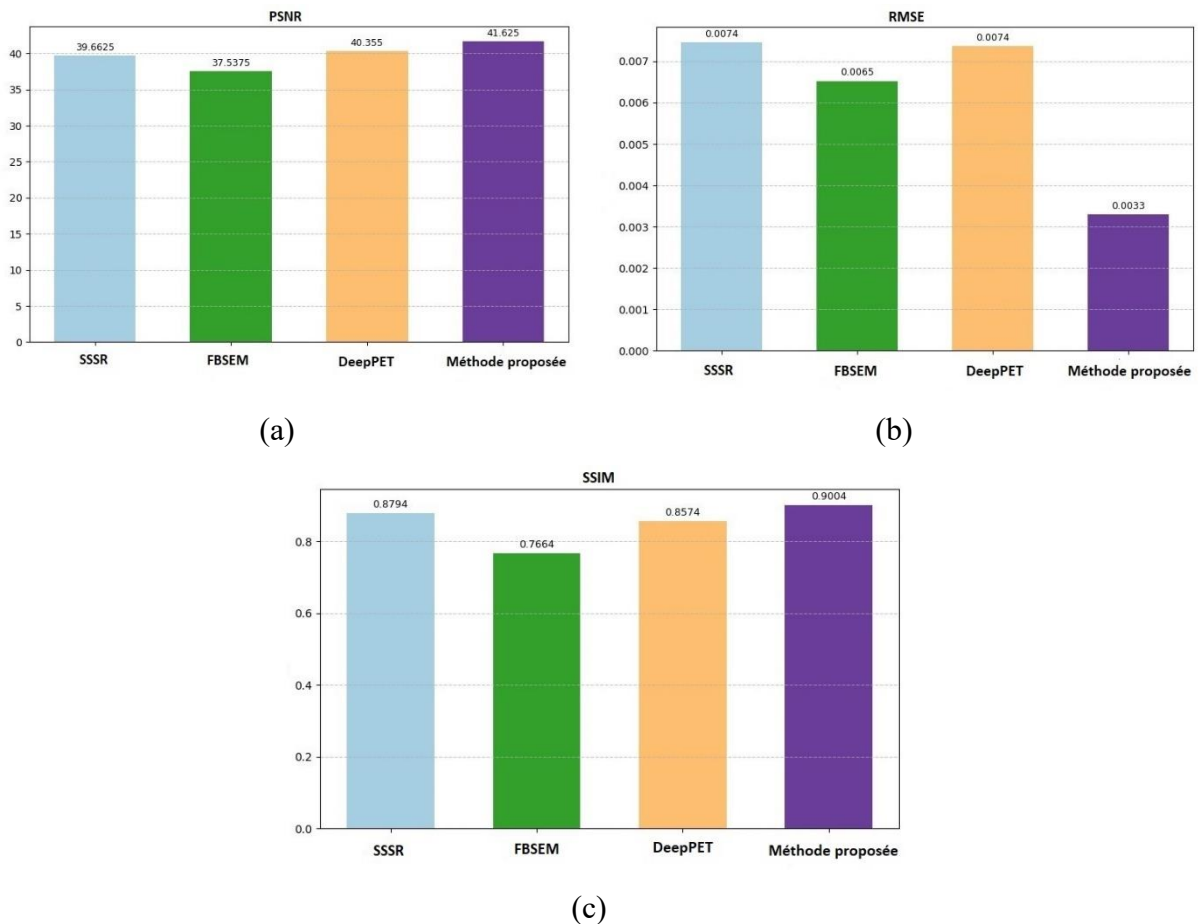 PSNR
39.6625
37.5375
40.355
41.625
40
35
30
25
20
15
10
5
0
SSSR
FBSEM
DeepPET
Méthode proposée
(a)
RMSE
0.0074
0.0065
0.0074
0.0033
0.007
0.006
0.005
0.004
0.003
0.002
0.001
0.000
SSSR
FBSEM
DeepPET
Méthode proposée
(b)
SSIM
0.8794
0.7664
0.8574
0.9004
0.8
0.6
0.4
0.2
0.0
SSSR
FBSEM
DeepPET
Méthode proposée
(c)